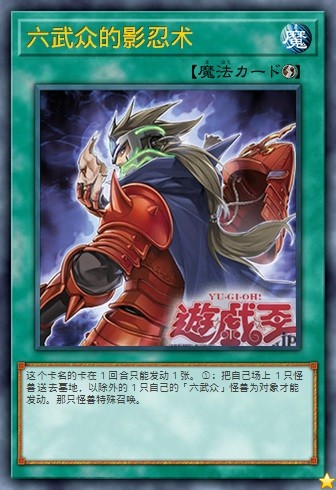 六武众的影忍术
魔
【魔法カード】
YU-GI-OH!
遊戯王
这个卡名的卡在1回合只能发动1张。①:把自己场上1只怪
兽送去墓地,以除外的1只自己的「六武众」怪兽为对象才能
发动。那只怪兽特殊召唤。